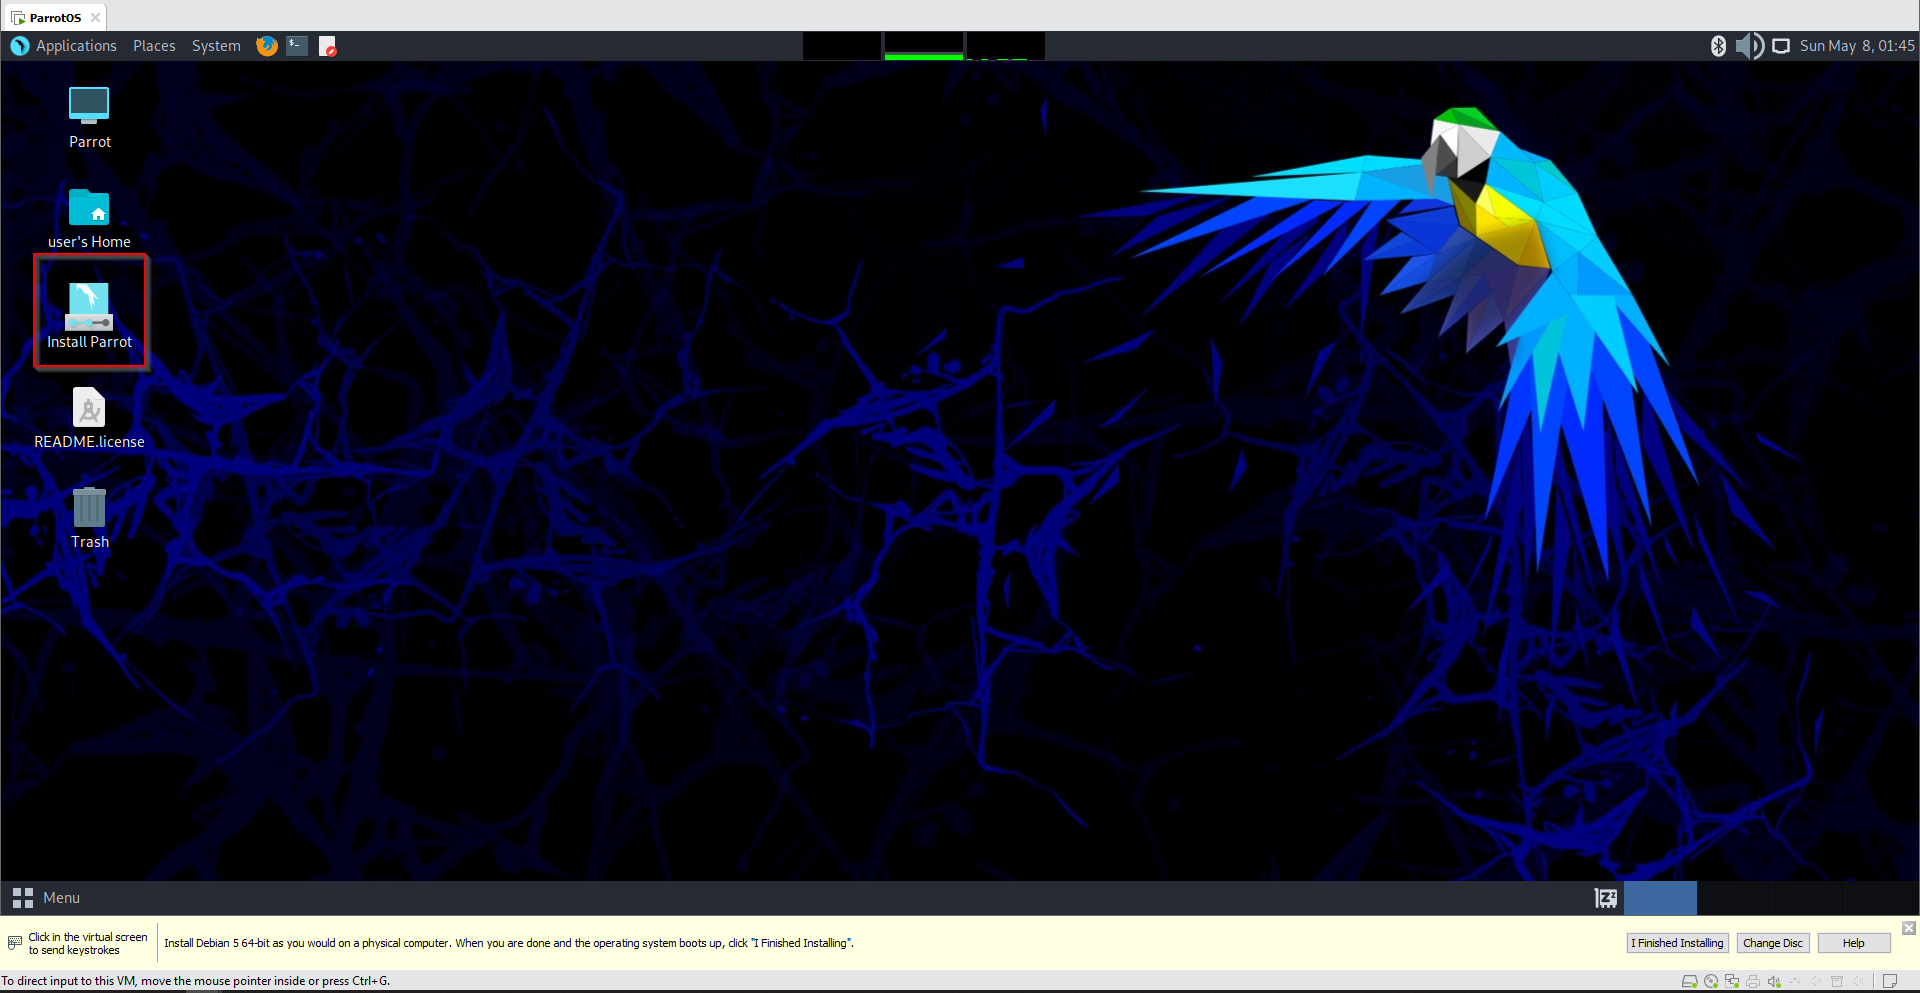 ParrotOS
Applications Places System
Sun May 8, 01:45
Parrot
user's Home
Install Parrot
README.license
Trash
Menu
Click in the virtual screen
to send keystrokes
Install Debian 5 64-bit as you would on a physical computer. When you are done and the operating system boots up, click "I Finished Installing".
I Finished Installing
Change Disc
Help
To direct input to this VM, move the mouse pointer inside or press Ctrl+G.